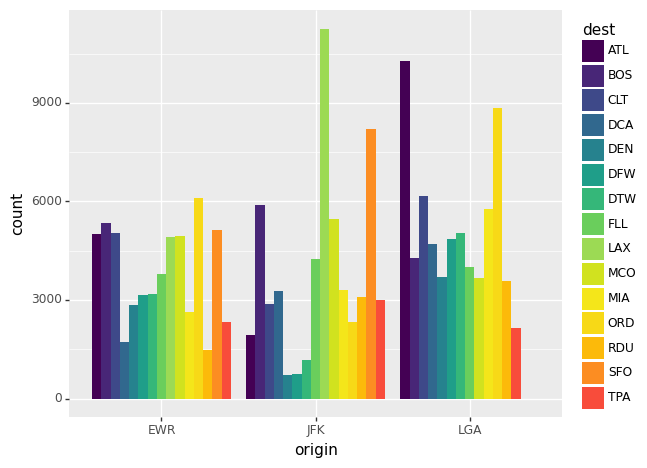 dest
ATL
BOS
CLT
DCA
DEN
DFW
DTW
FLL
LAX
MCO
MIA
ORD
RDU
SFO
TPA
count
9000
6000
3000
0
EWR JFK LGA
origin